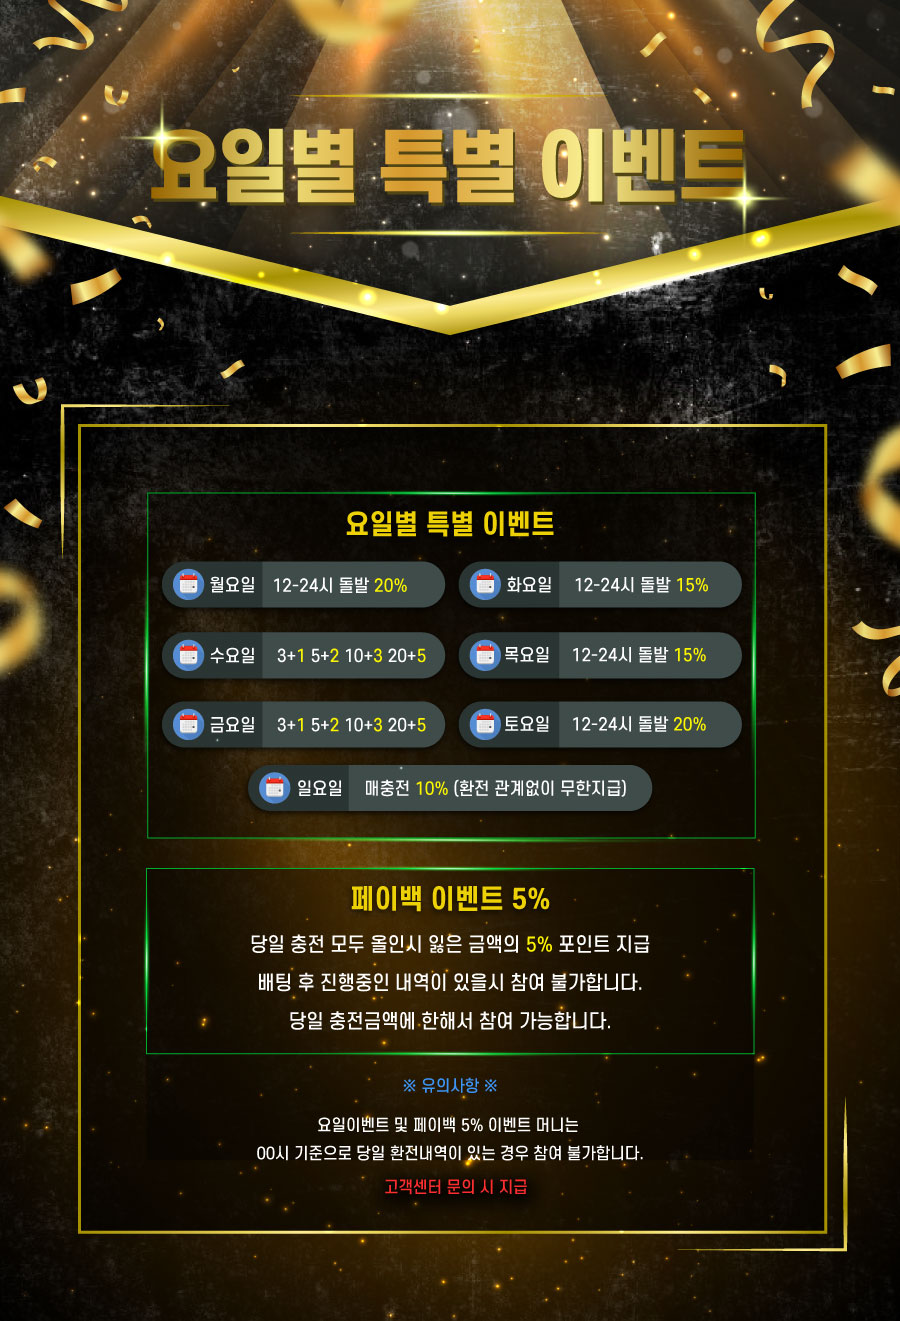 요일별 특별 이벤트
요일별 특별 이벤트
월요일 12-24시 돌발 20%
화요일 12-24시 돌발 15%
수요일 3+1 5+2 10+3 20+5
목요일 12-24시 돌발 15%
금요일 3+1 5+2 10+3 20+5
토요일 12-24시 돌발 20%
일요일 매충전 10% (환전 관계없이 무한지급)
페이백 이벤트 5%
당일 충전 모두 올인시 잃은 금액의 5% 포인트 지급
배팅 후 진행중인 내역이 있을시 참여 불가합니다.
당일 충전금액에 한해서 참여 가능합니다.
※ 유의사항 ※
요일이벤트 및 페이백 5% 이벤트 머니는
00시 기준으로 당일 환전내역이 있는 경우 참여 불가합니다.
고객센터 문의 시 지급